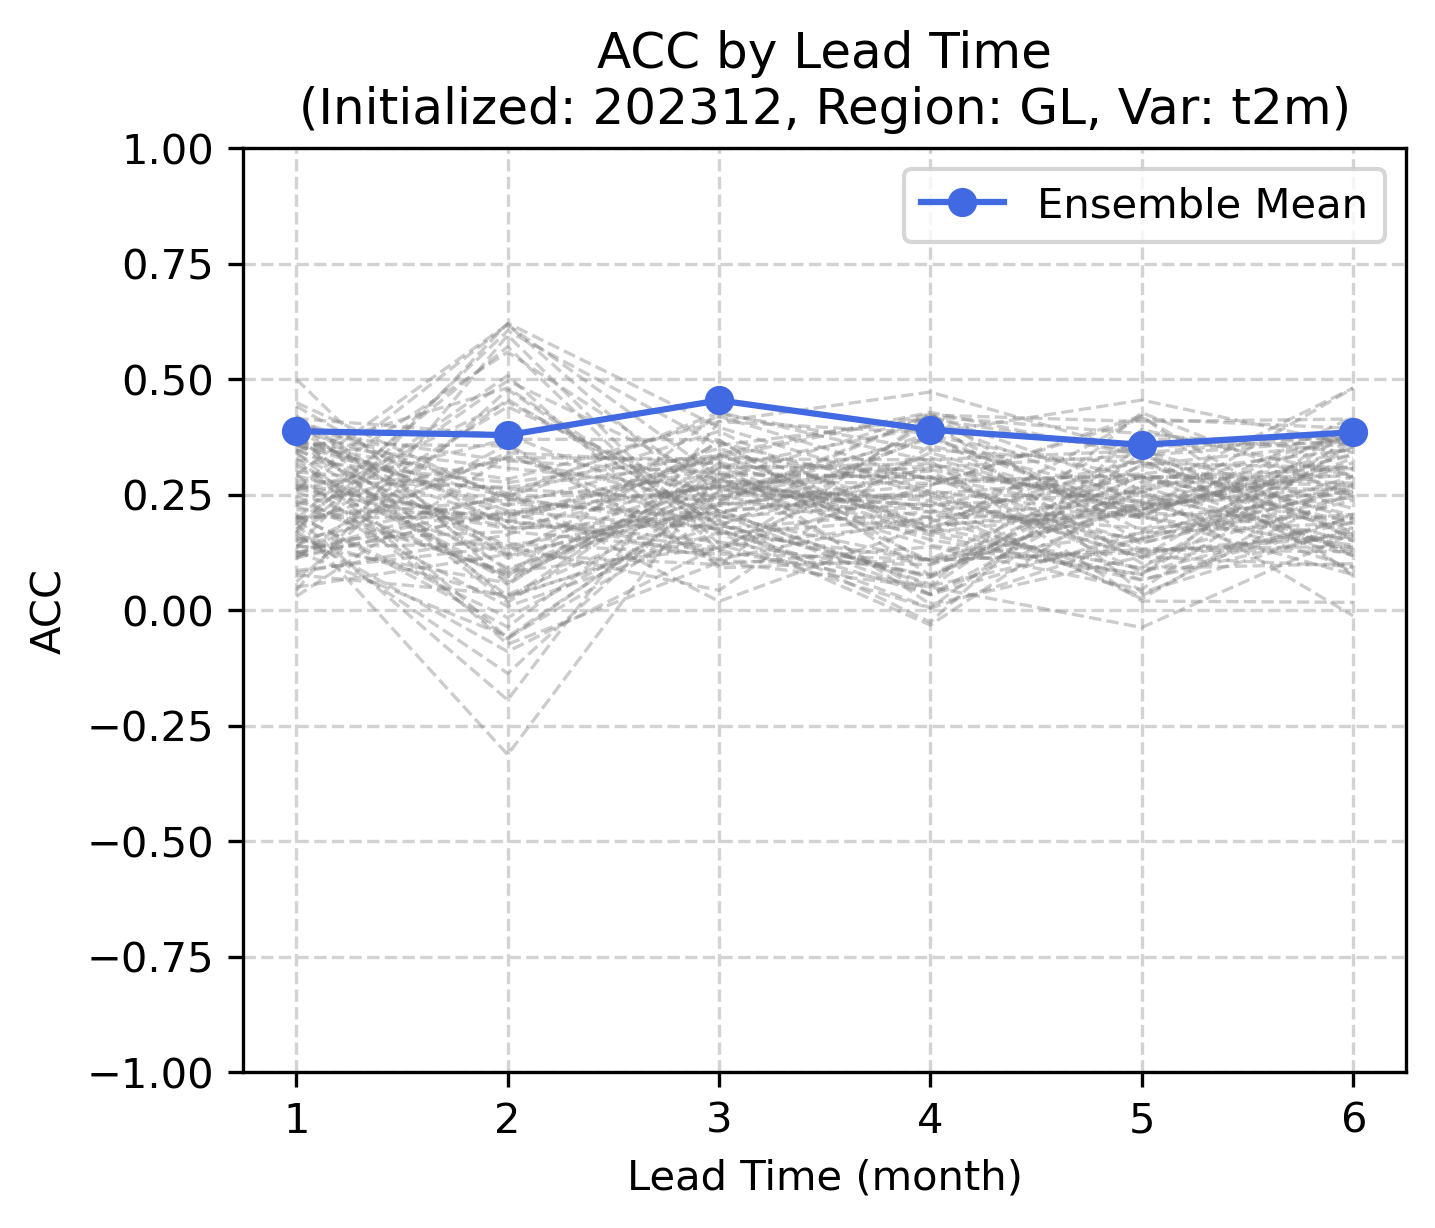 ACC by Lead Time
(Initialized: 202312, Region: GL, Var: t2m)
Ensemble Mean
ACC
1.00
0.75
0.50
0.25
0.00
−0.25
−0.50
−0.75
−1.00
1 2 3 4 5 6
Lead Time (month)